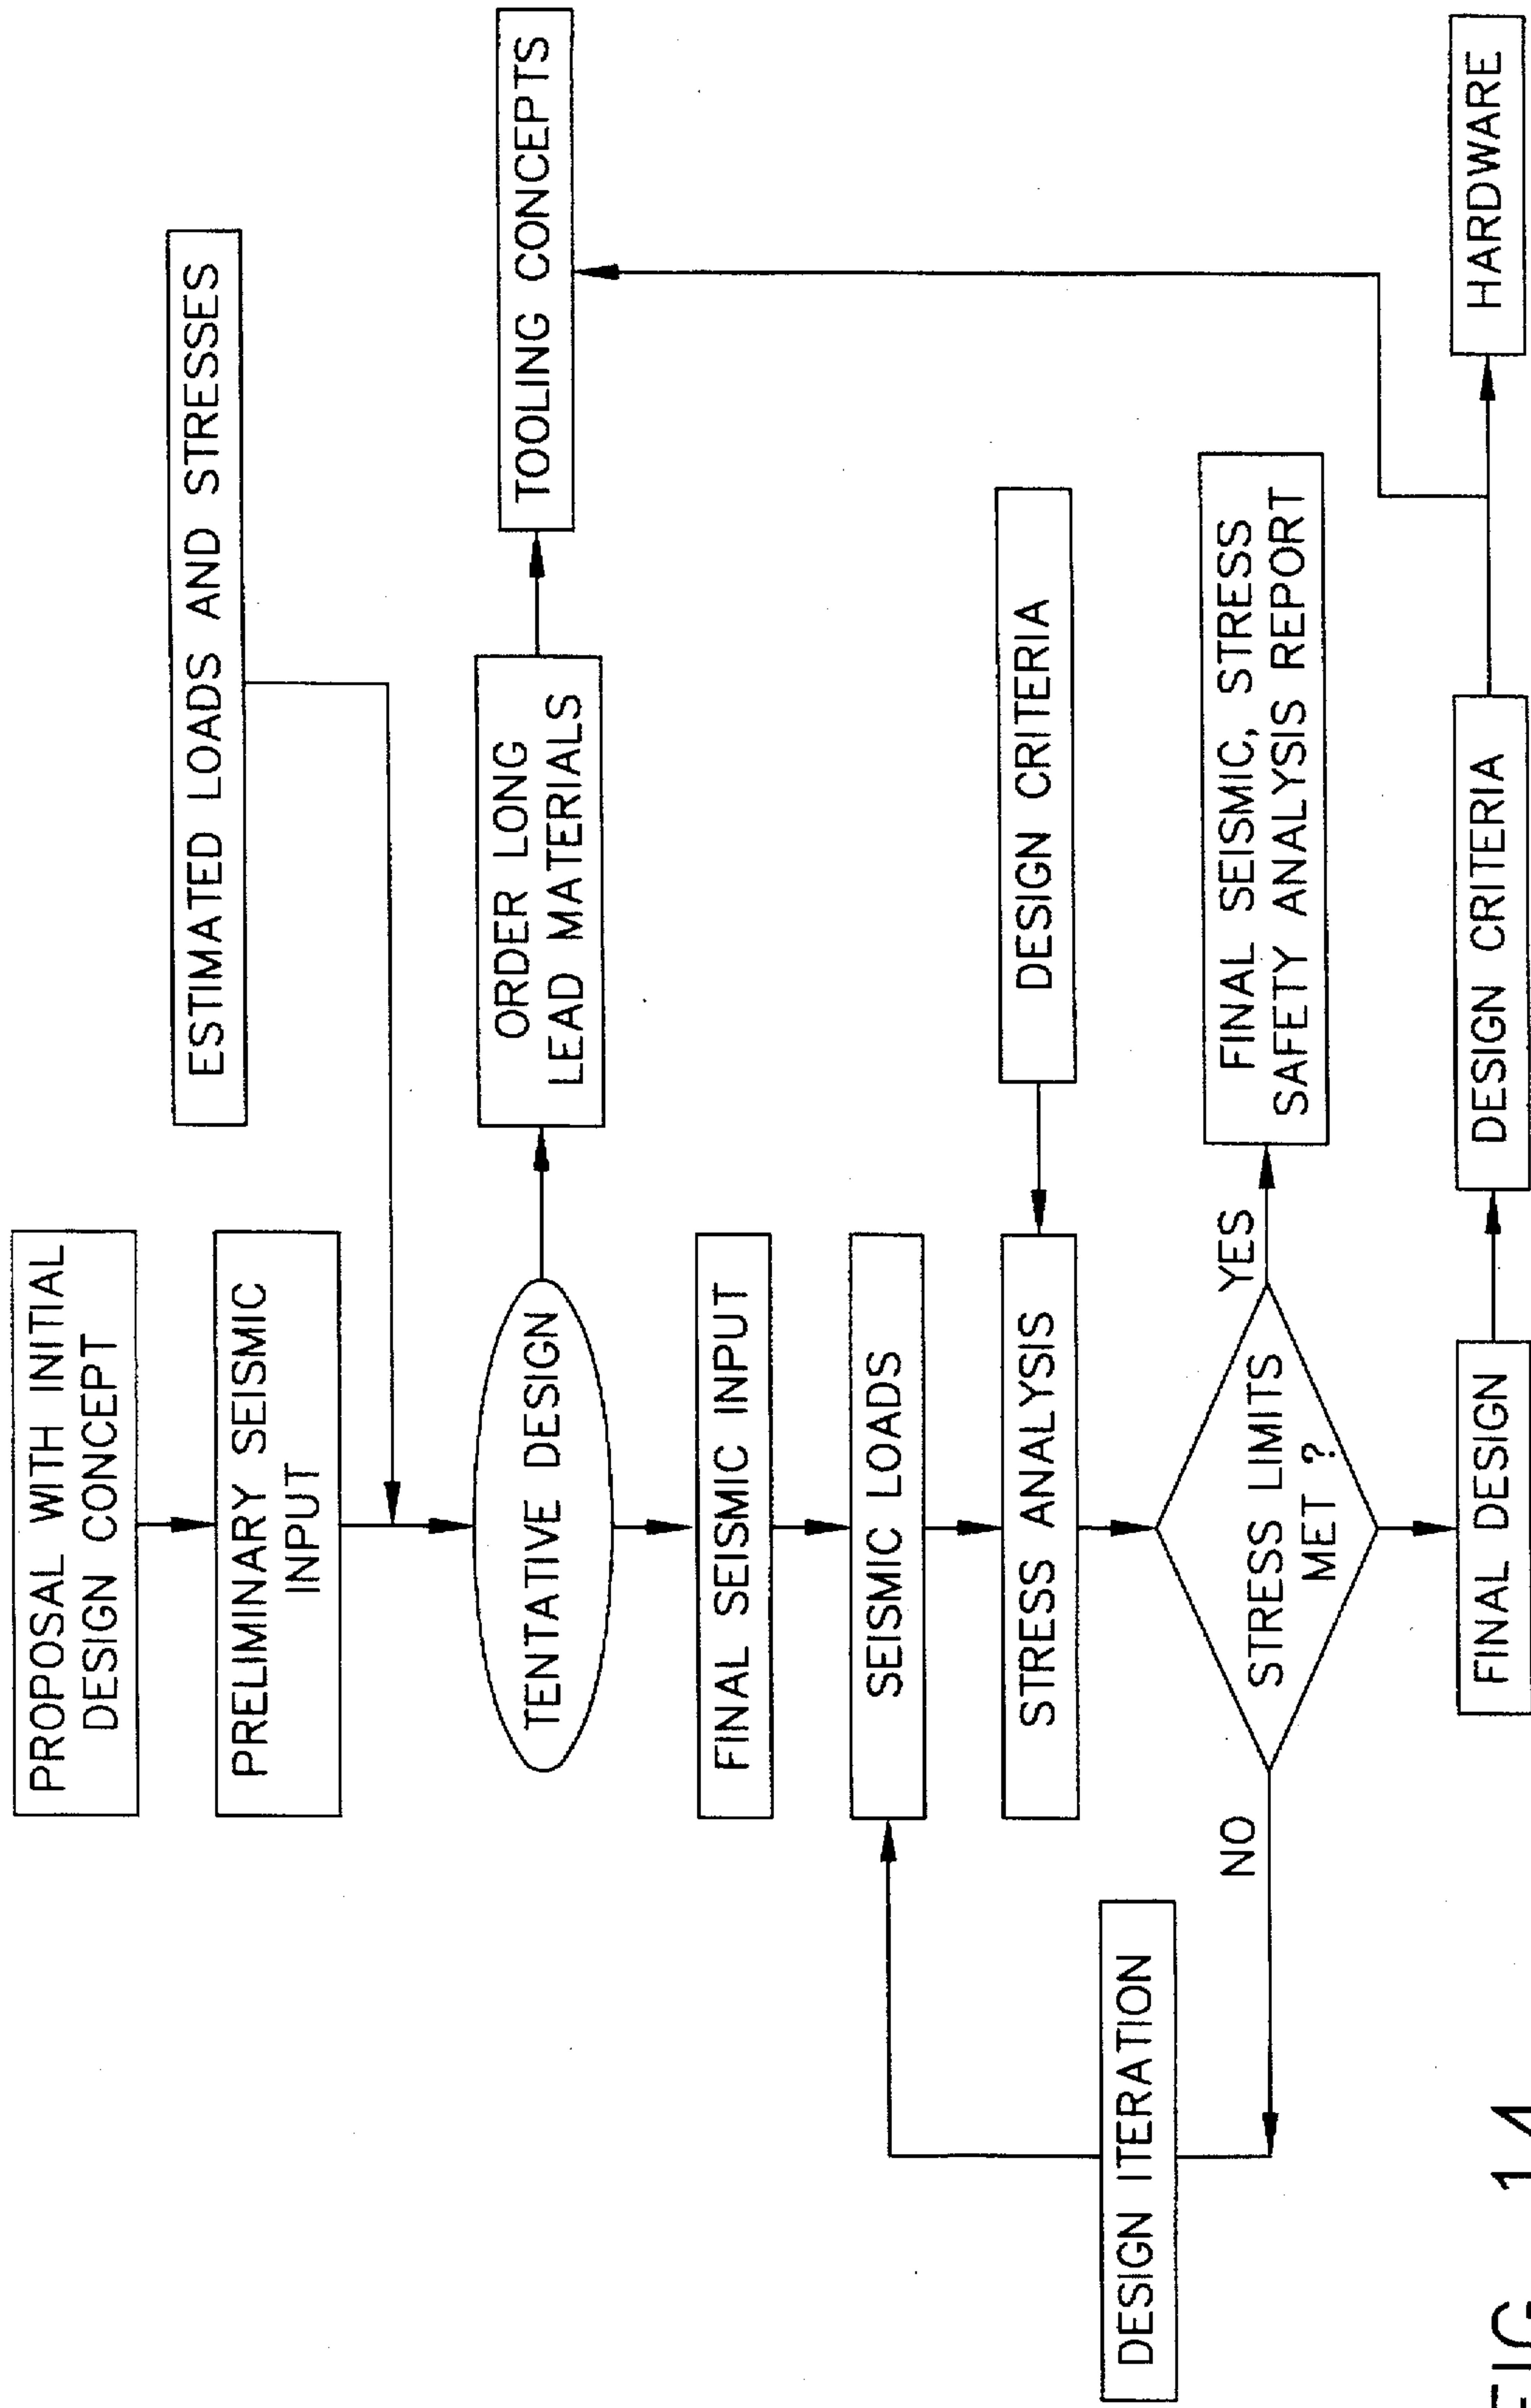 PROPOSAL WITH INITIAL
DESIGN CONCEPT
PRELIMINARY SEISMIC
INPUT
ESTIMATED LOADS AND STRESSES
TENTATIVE DESIGN
ORDER LONG
LEAD MATERIALS
TOOLING CONCEPTS
FINAL SEISMIC INPUT
SEISMIC LOADS
STRESS ANALYSIS
DESIGN CRITERIA
DESIGN ITERATION
NO
STRESS LIMITS
MET ?
YES
FINAL SEISMIC, STRESS
SAFETY ANALYSIS REPORT
FINAL DESIGN
DESIGN CRITERIA
HARDWARE
FIG. 14